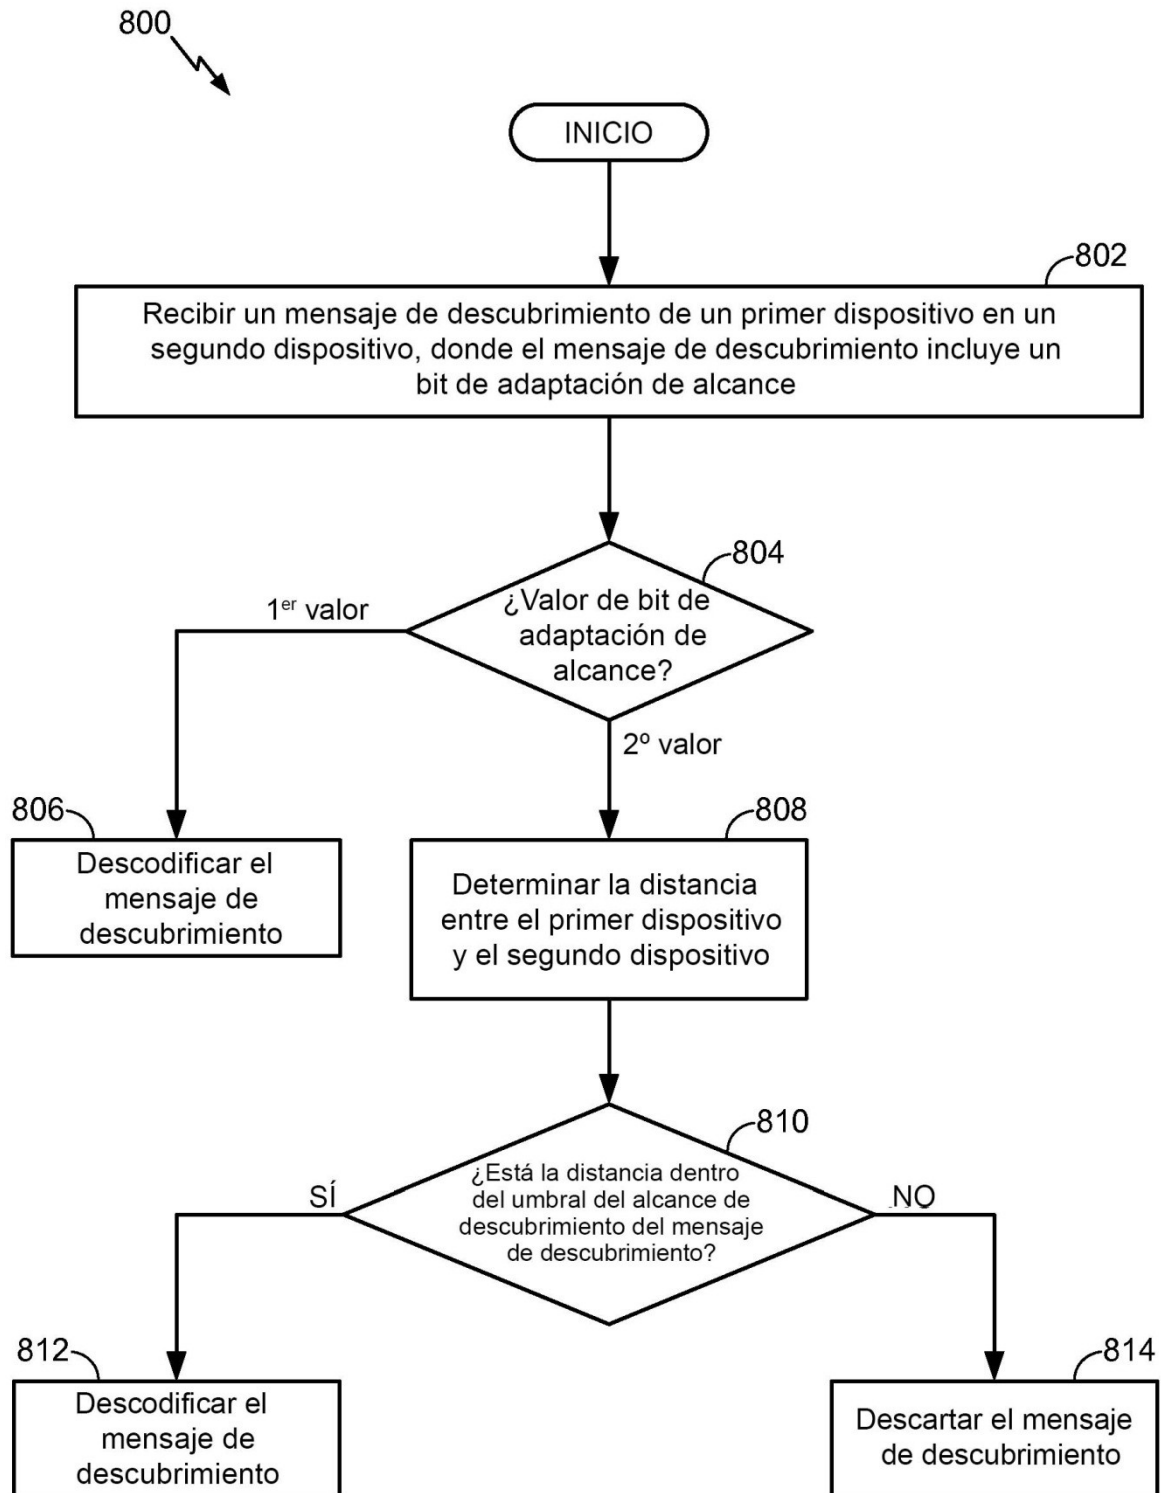 800
INICIO
802
Recibir un mensaje de descubrimiento de un primer dispositivo en un
segundo dispositivo, donde el mensaje de descubrimiento incluye un
bit de adaptación de alcance
804
¿Valor de bit de
adaptación de
alcance?
1er valor
2º valor
806
Descodificar el
mensaje de
descubrimiento
808
Determinar la distancia
entre el primer dispositivo
y el segundo dispositivo
810
¿Está la distancia dentro
del umbral del alcance de
descubrimiento del mensaje
de descubrimiento?
SÍ
NO
812
Descodificar el
mensaje de
descubrimiento
814
Descartar el mensaje
de descubrimiento